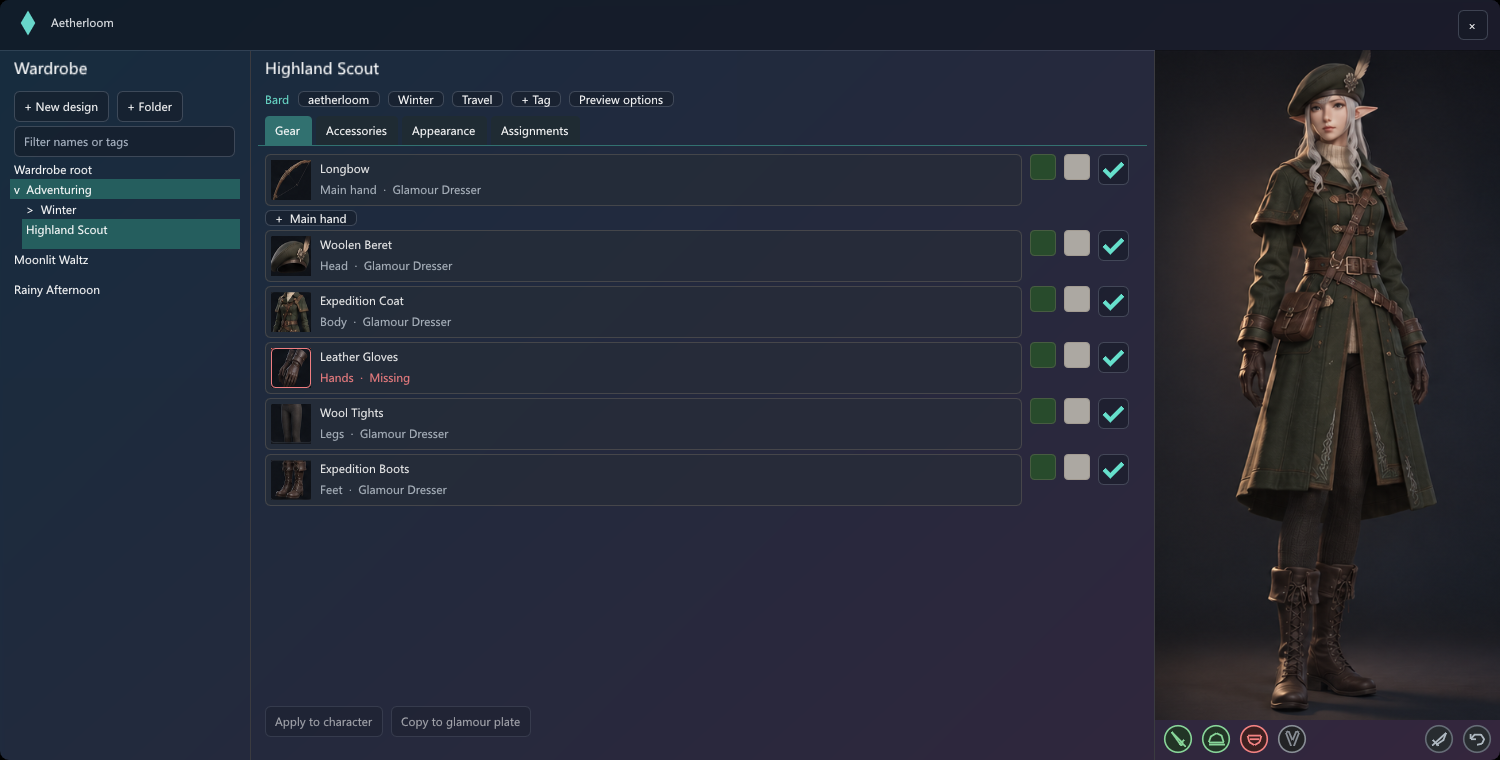 Aetherloom
×
Wardrobe
+ New design
+ Folder
Filter names or tags
Wardrobe root
v Adventuring
> Winter
Highland Scout
Moonlit Waltz
Rainy Afternoon
Highland Scout
Bard aetherloom Winter Travel + Tag Preview options
Gear Accessories Appearance Assignments
Longbow
Main hand · Glamour Dresser
+ Main hand
Woolen Beret
Head · Glamour Dresser
Expedition Coat
Body · Glamour Dresser
Leather Gloves
Hands · Missing
Wool Tights
Legs · Glamour Dresser
Expedition Boots
Feet · Glamour Dresser
Apply to character
Copy to glamour plate